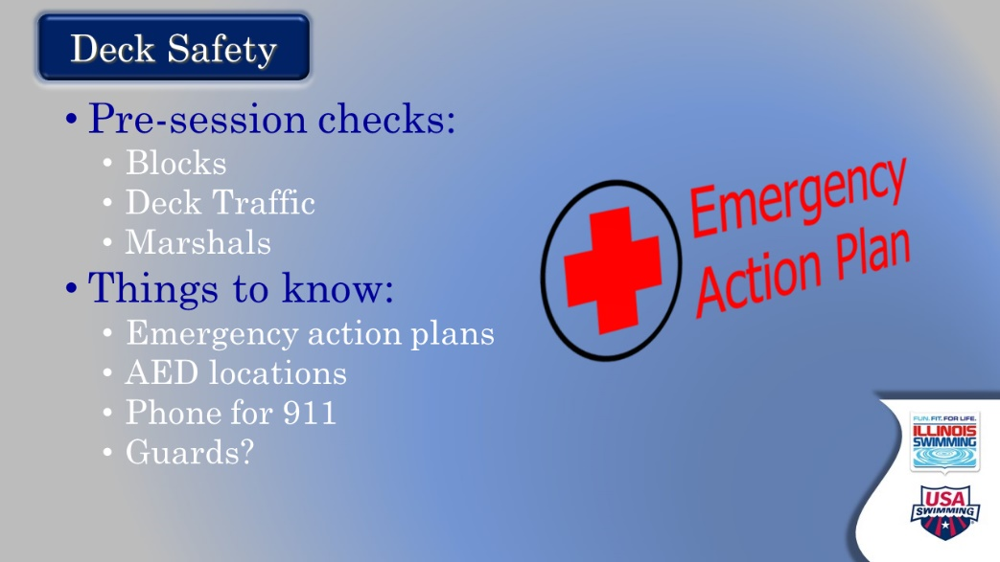 Deck Safety
• Pre-session checks:
• Blocks
• Deck Traffic
• Marshals
• Things to know:
• Emergency action plans
• AED locations
• Phone for 911
• Guards?
Emergency
Action Plan
FUN. FIT. FOR LIFE.
ILLINOIS
SWIMMING
USA
SWIMMING